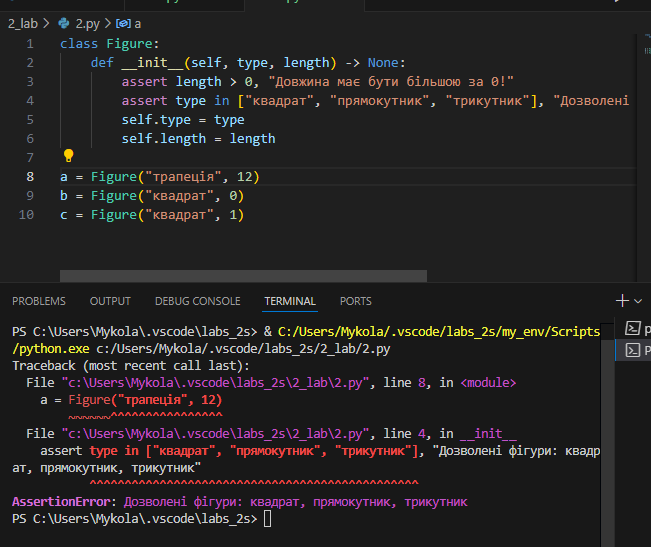 2_lab > 2.py > a
1 class Figure:
2 def __init__(self, type, length) -> None:
3 assert length > 0, "Довжина має бути більшою за 0!"
4 assert type in ["квадрат", "прямокутник", "трикутник"], "Дозволені
5 self.type = type
6 self.length = length
7
8 a = Figure("трапеція", 12)
9 b = Figure("квадрат", 0)
10 c = Figure("квадрат", 1)
PROBLEMS OUTPUT DEBUG CONSOLE TERMINAL PORTS
PS C:\Users\Mykola\.vscode\labs_2s> & C:/Users/Mykola/.vscode/labs_2s/my_env/Scripts
/python.exe c:/Users/Mykola/.vscode/labs_2s/2_lab/2.py
Traceback (most recent call last):
File "c:\Users\Mykola\.vscode\labs_2s\2_lab\2.py", line 8, in <module>
a = Figure("трапеція", 12)
~~~~~~^^^^^^^^^^^^^^^^
File "c:\Users\Mykola\.vscode\labs_2s\2_lab\2.py", line 4, in __init__
assert type in ["квадрат", "прямокутник", "трикутник"], "Дозволені фігури: квадр
ат, прямокутник, трикутник"
^^^^^^^^^^^^^^^^^^^^^^^^^^^^^^^^^^^^^^^^^^^^^^^
AssertionError: Дозволені фігури: квадрат, прямокутник, трикутник
PS C:\Users\Mykola\.vscode\labs_2s>